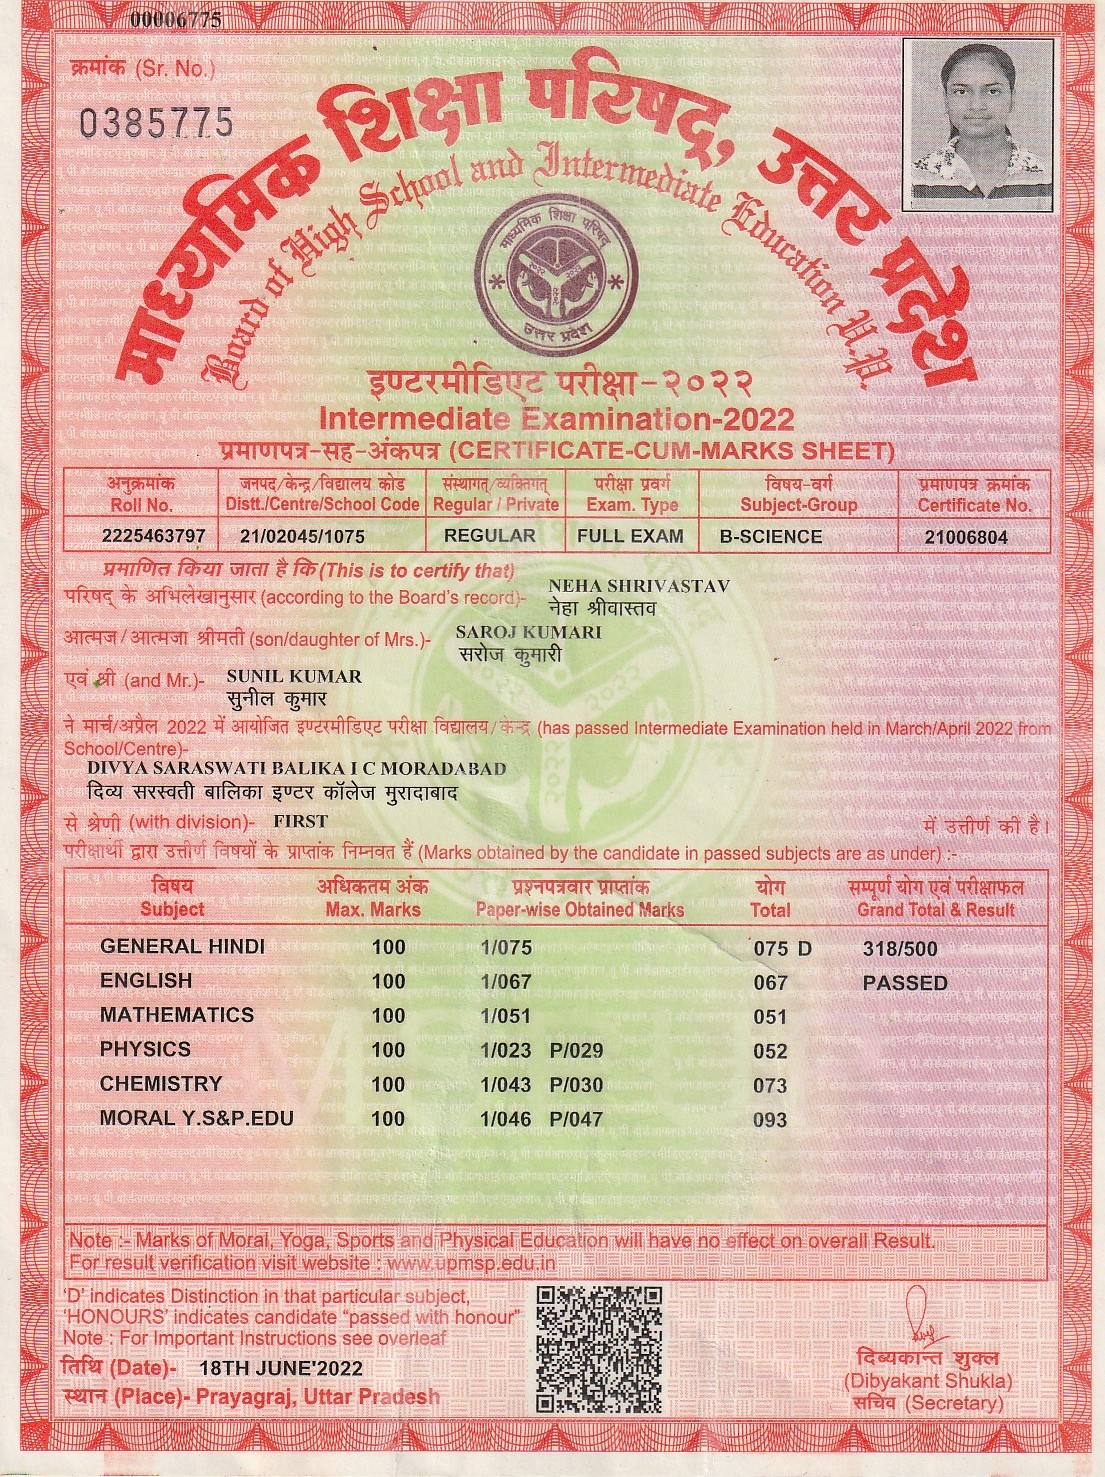 00006775
क्रमांक (Sr. No.)
0385775
माध्यमिक शिक्षा परिषद्, उत्तर प्रदेश
Board of High School and Intermediate Education U.P.
माध्यमिक शिक्षा परिषद्
उत्तर प्रदेश
इण्टरमीडिएट परीक्षा-२०२२
Intermediate Examination-2022
प्रमाणपत्र-सह-अंकपत्र (CERTIFICATE-CUM-MARKS SHEET)
अनुक्रमांक जनपद/केन्द्र/विद्यालय कोड संस्थागत/व्यक्तिगत परीक्षा प्रवर्ग विषय-वर्ग प्रमाणपत्र क्रमांक
Roll No. Distt./Centre/School Code Regular / Private Exam. Type Subject-Group Certificate No.
2225463797 21/02045/1075 REGULAR FULL EXAM B-SCIENCE 21006804
प्रमाणित किया जाता है कि (This is to certify that)
परिषद् के अभिलेखानुसार (according to the Board's record)- NEHA SHRIVASTAV
नेहा श्रीवास्तव
आत्मज/आत्मजा श्रीमती (son/daughter of Mrs.)- SAROJ KUMARI
सरोज कुमारी
एवं श्री (and Mr.)- SUNIL KUMAR
सुनील कुमार
ने मार्च/अप्रैल 2022 में आयोजित इण्टरमीडिएट परीक्षा विद्यालय/केन्द्र (has passed Intermediate Examination held in March/April 2022 from
School/Centre)-
DIVYA SARASWATI BALIKA I C MORADABAD
दिव्य सरस्वती बालिका इण्टर कॉलेज मुरादाबाद
से श्रेणी (with division)- FIRST में उत्तीर्ण की है।
परीक्षार्थी द्वारा उत्तीर्ण विषयों के प्राप्तांक निम्नवत हैं (Marks obtained by the candidate in passed subjects are as under) :-
विषय अधिकतम अंक प्रश्नपत्रवार प्राप्तांक योग सम्पूर्ण योग एवं परीक्षाफल
Subject Max. Marks Paper-wise Obtained Marks Total Grand Total & Result
GENERAL HINDI 100 1/075 075 D 318/500
ENGLISH 100 1/067 067 PASSED
MATHEMATICS 100 1/051 051
PHYSICS 100 1/023 P/029 052
CHEMISTRY 100 1/043 P/030 073
MORAL Y.S&P.EDU 100 1/046 P/047 093
Note :- Marks of Moral, Yoga, Sports and Physical Education will have no effect on overall Result.
For result verification visit website : www.upmsp.edu.in
'D' indicates Distinction in that particular subject,
'HONOURS' indicates candidate "passed with honour"
Note : For Important Instructions see overleaf
तिथि (Date)- 18TH JUNE'2022
स्थान (Place)- Prayagraj, Uttar Pradesh
दिब्यकान्त शुक्ल
(Dibyakant Shukla)
सचिव (Secretary)